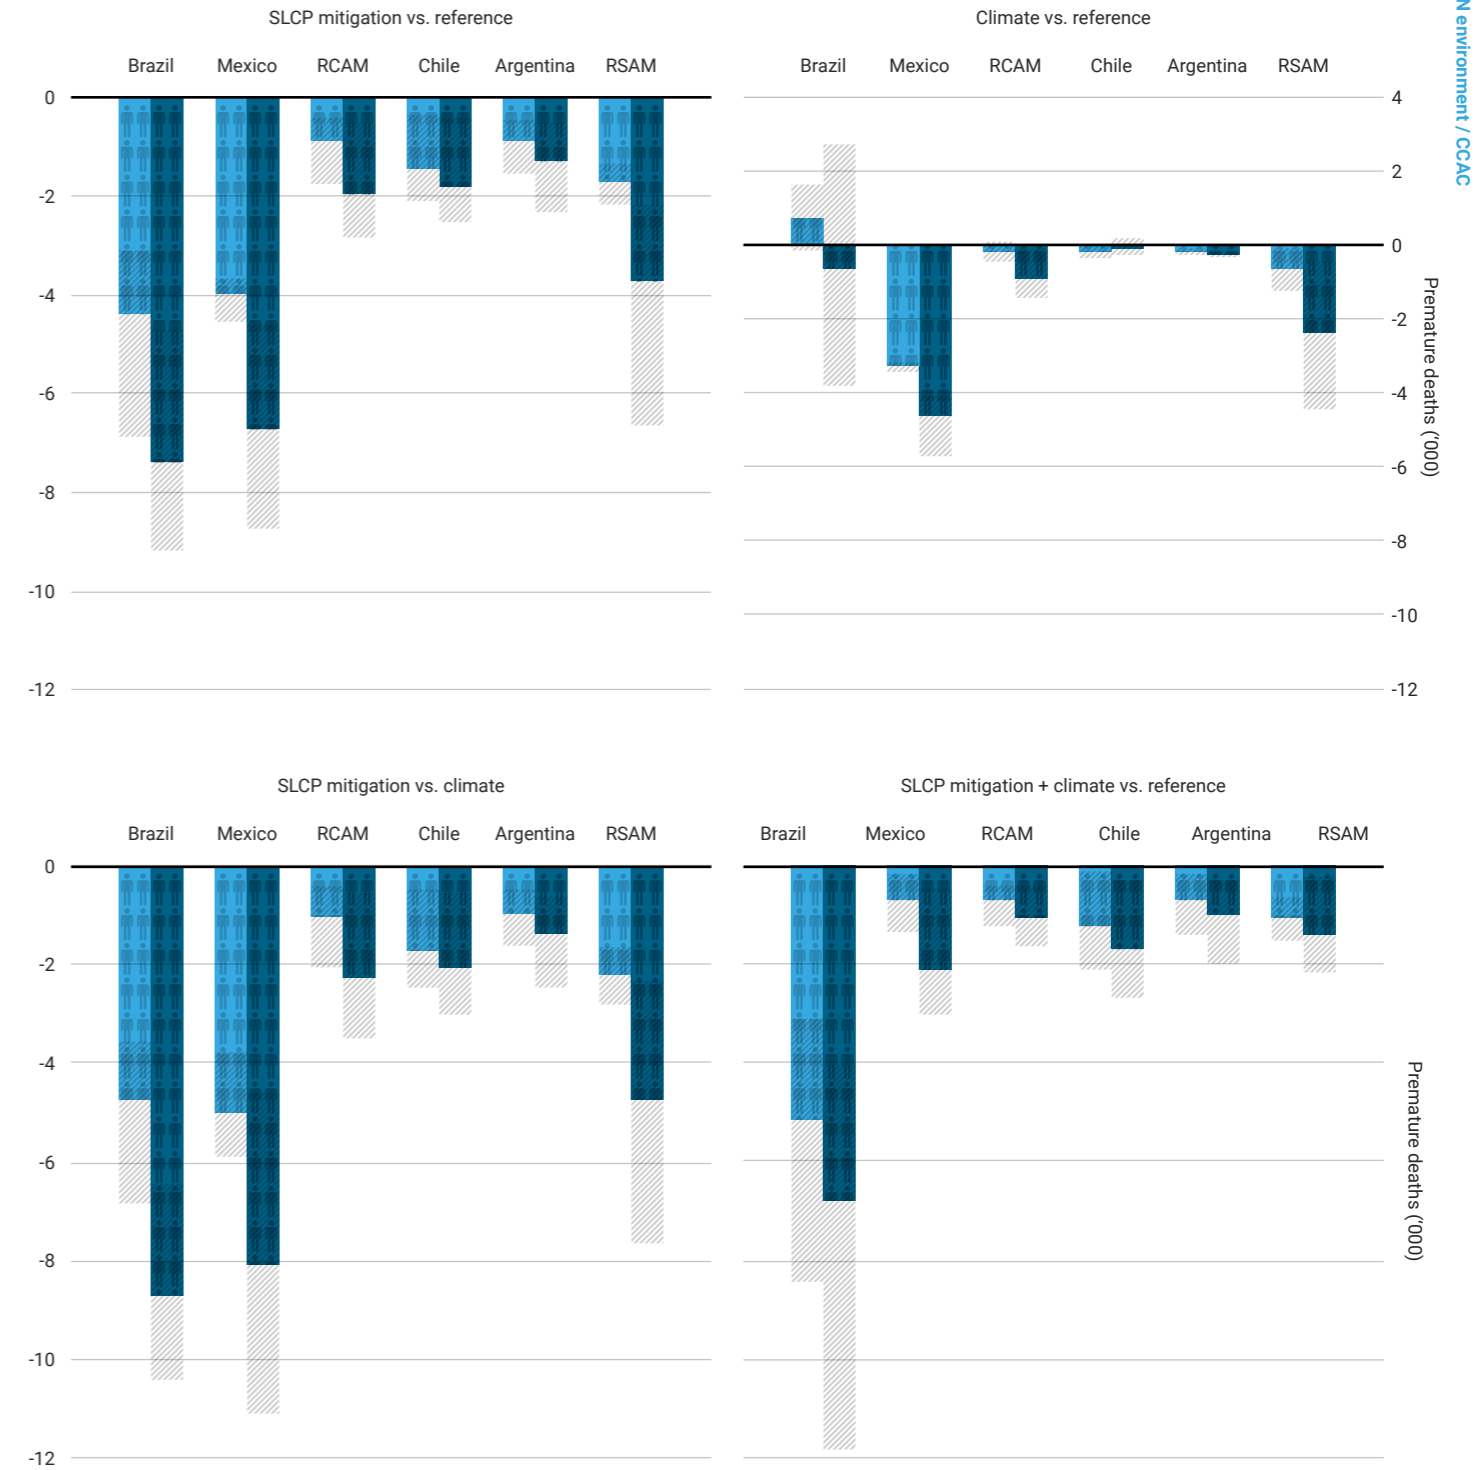 SLCP mitigation vs. reference
Brazil Mexico RCAM Chile Argentina RSAM
0
-2
-4
-6
-8
-10
-12
Climate vs. reference
Brazil Mexico RCAM Chile Argentina RSAM
4
2
0
-2
-4
-6
-8
-10
-12
Premature deaths (‘000)
N environment / CCAC
SLCP mitigation vs. climate
Brazil Mexico RCAM Chile Argentina RSAM
0
-2
-4
-6
-8
-10
-12
SLCP mitigation + climate vs. reference
Brazil Mexico RCAM Chile Argentina RSAM
Premature deaths (‘000)